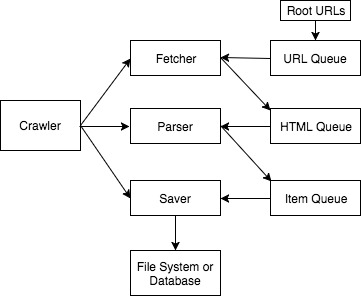 Root URLs
Fetcher
URL Queue
Crawler
Parser
HTML Queue
Saver
Item Queue
File System or
Database